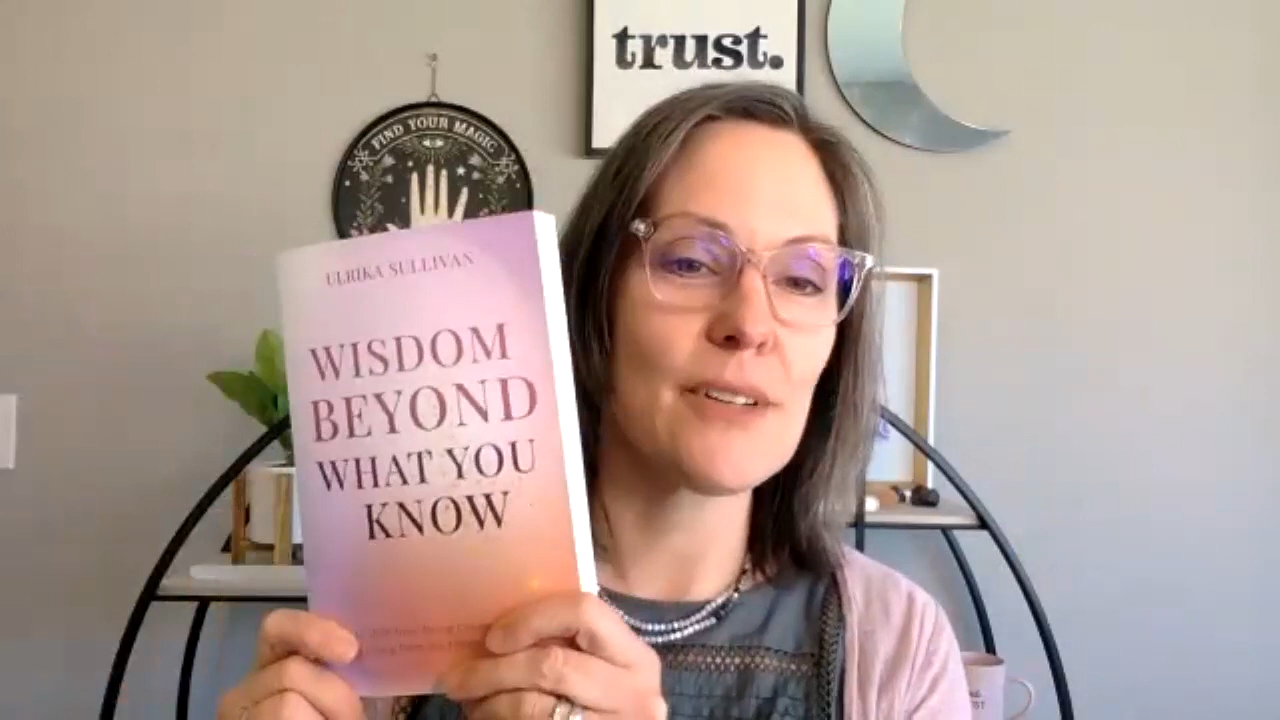 trust.
FIND YOUR MAGIC
ULRIKA SULLIVAN
WISDOM
BEYOND
WHAT YOU
KNOW